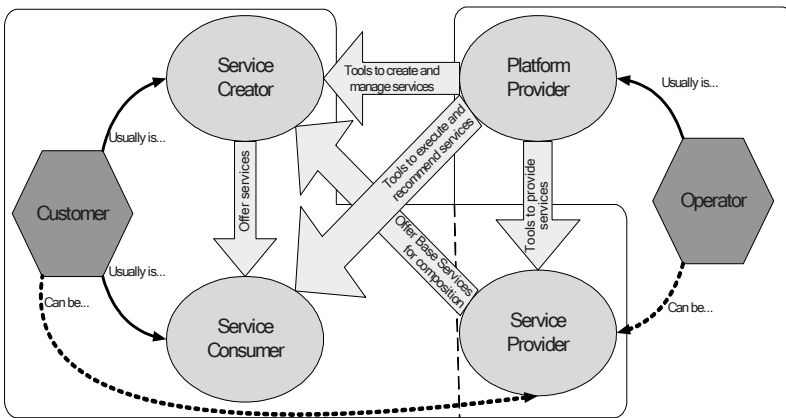 Service
Creator
Tools to create and
manage services
Platform
Provider
Usually is...
Usually is...
Customer
Offer services
Tools to execute and
recommend services
Tools to provide
services
Operator
Offer Base Services
for composition
Usually is...
Can be...
Can be...
Service
Consumer
Service
Provider